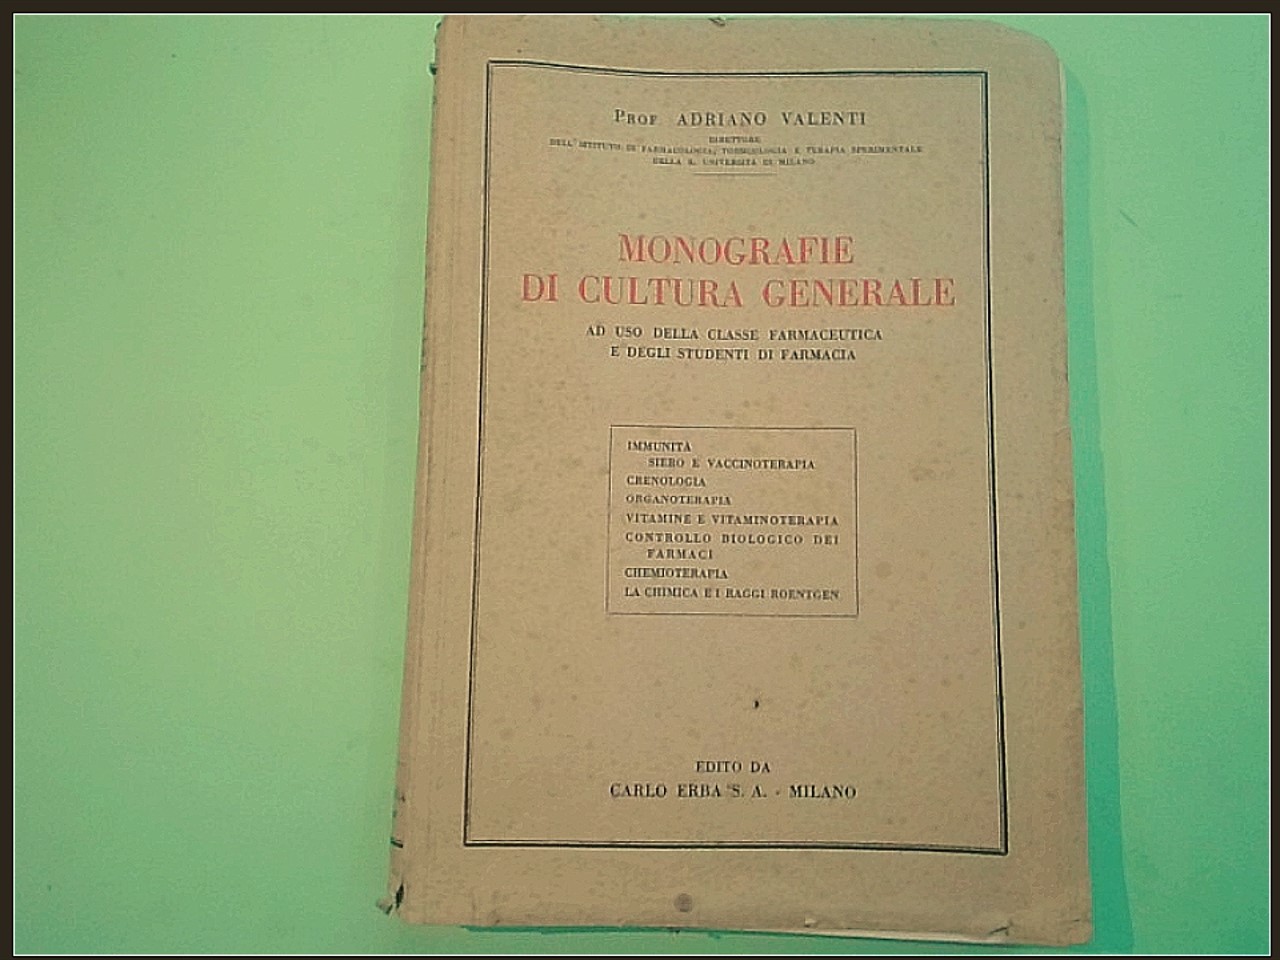 PROF. ADRIANO VALENTI
DIRETTORE
DELL'ISTITUTO DI FARMACOLOGIA, TOSSICOLOGIA E TERAPIA SPERIMENTALE
DELLA R. UNIVERSITÀ DI MILANO
MONOGRAFIE
DI CULTURA GENERALE
AD USO DELLA CLASSE FARMACEUTICA
E DEGLI STUDENTI DI FARMACIA
IMMUNITÀ
SIERO E VACCINOTERAPIA
CRENOLOGIA
ORGANOTERAPIA
VITAMINE E VITAMINOTERAPIA
CONTROLLO BIOLOGICO DEI
FARMACI
CHEMIOTERAPIA
LA CHIMICA E I RAGGI ROENTGEN
EDITO DA
CARLO ERBA S. A. - MILANO